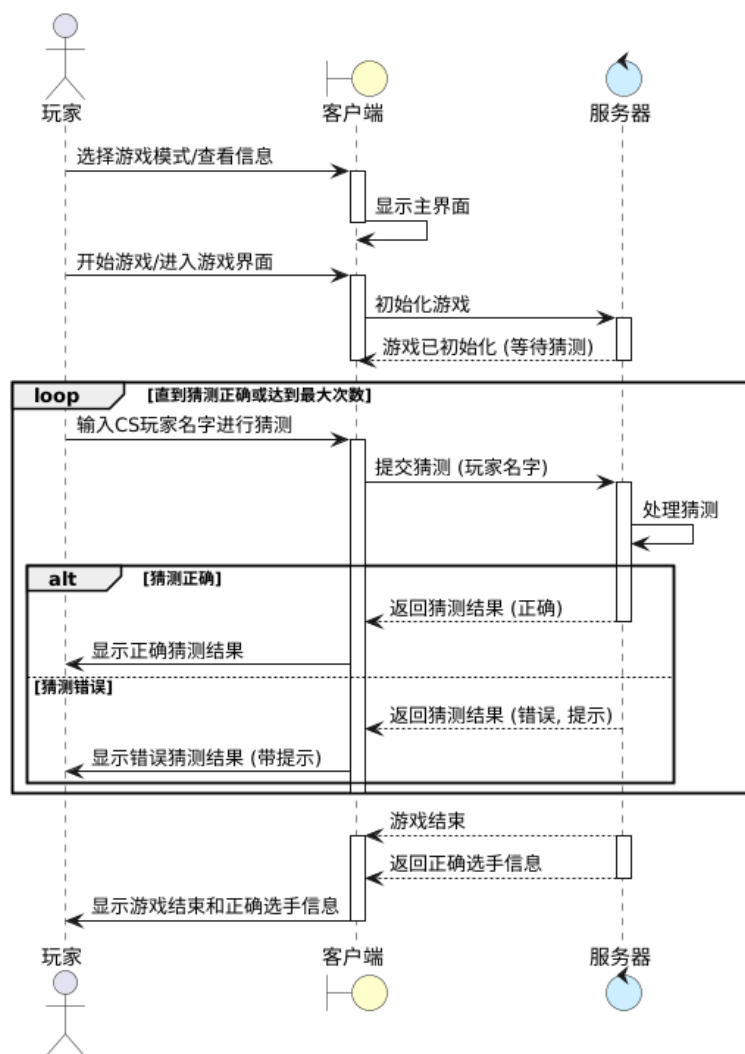 玩家
客户端
服务器
选择游戏模式/查看信息
显示主界面
开始游戏/进入游戏界面
初始化游戏
游戏已初始化 (等待猜测)
loop [直到猜测正确或达到最大次数]
输入CS玩家名字进行猜测
提交猜测 (玩家名字)
处理猜测
alt [猜测正确]
返回猜测结果 (正确)
显示正确猜测结果
[猜测错误]
返回猜测结果 (错误, 提示)
显示错误猜测结果 (带提示)
游戏结束
返回正确选手信息
显示游戏结束和正确选手信息
玩家
客户端
服务器